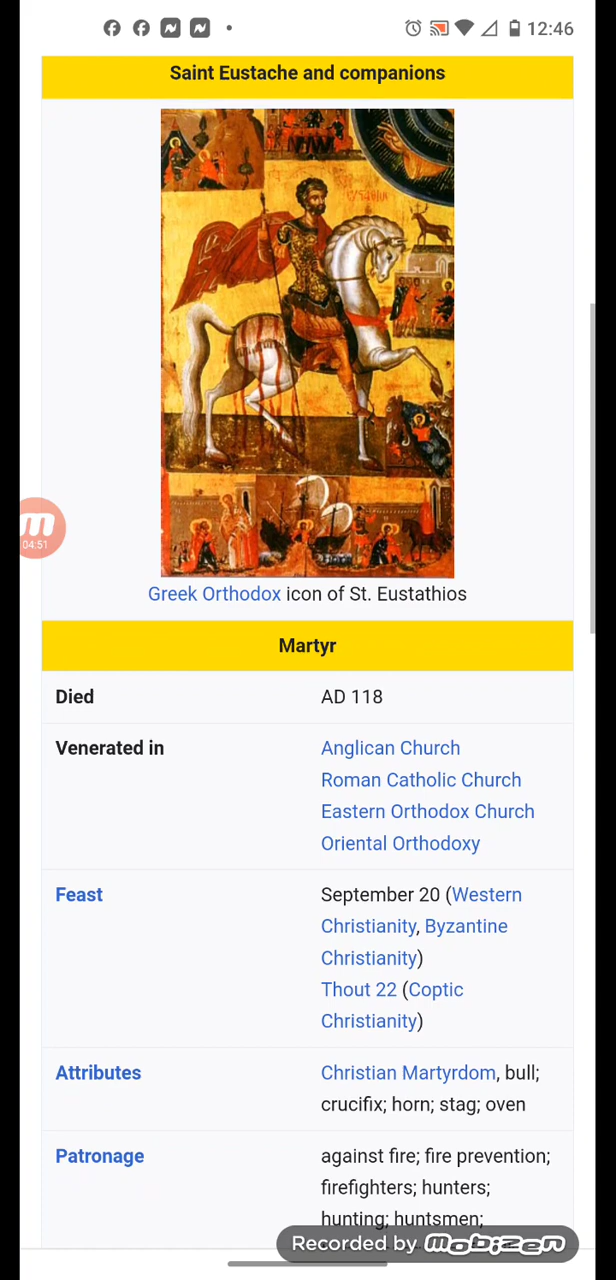 12:46
Saint Eustache and companions
04:51
Greek Orthodox icon of St. Eustathios
Martyr
Died AD 118
Venerated in Anglican Church
Roman Catholic Church
Eastern Orthodox Church
Oriental Orthodoxy
Feast September 20 (Western
Christianity, Byzantine
Christianity)
Thout 22 (Coptic
Christianity)
Attributes Christian Martyrdom, bull;
crucifix; horn; stag; oven
Patronage against fire; fire prevention;
firefighters; hunters;
hunting; huntsmen;
Recorded by mobizen